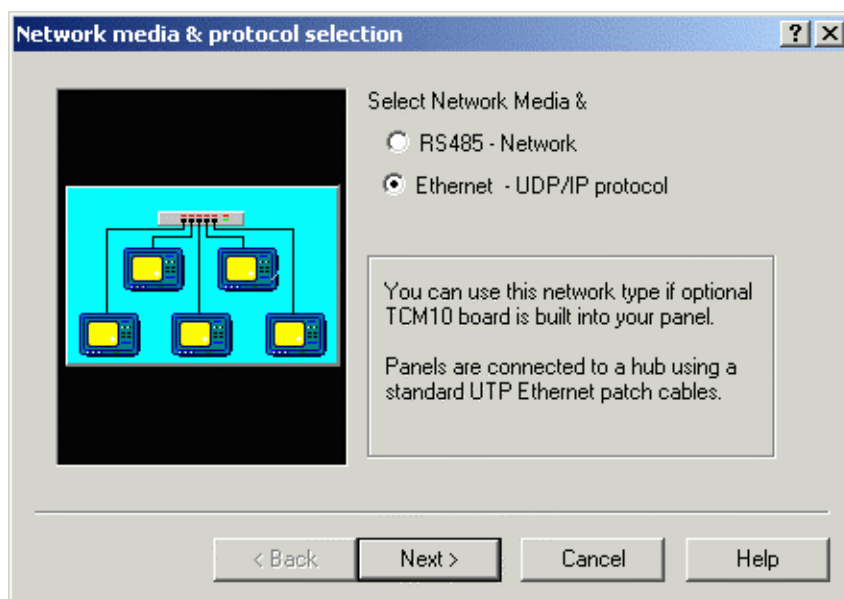 Network media & protocol selection
Select Network Media &
RS485 - Network
Ethernet - UDP/IP protocol
You can use this network type if optional
TCM10 board is built into your panel.
Panels are connected to a hub using a
standard UTP Ethernet patch cables.
< Back
Next >
Cancel
Help